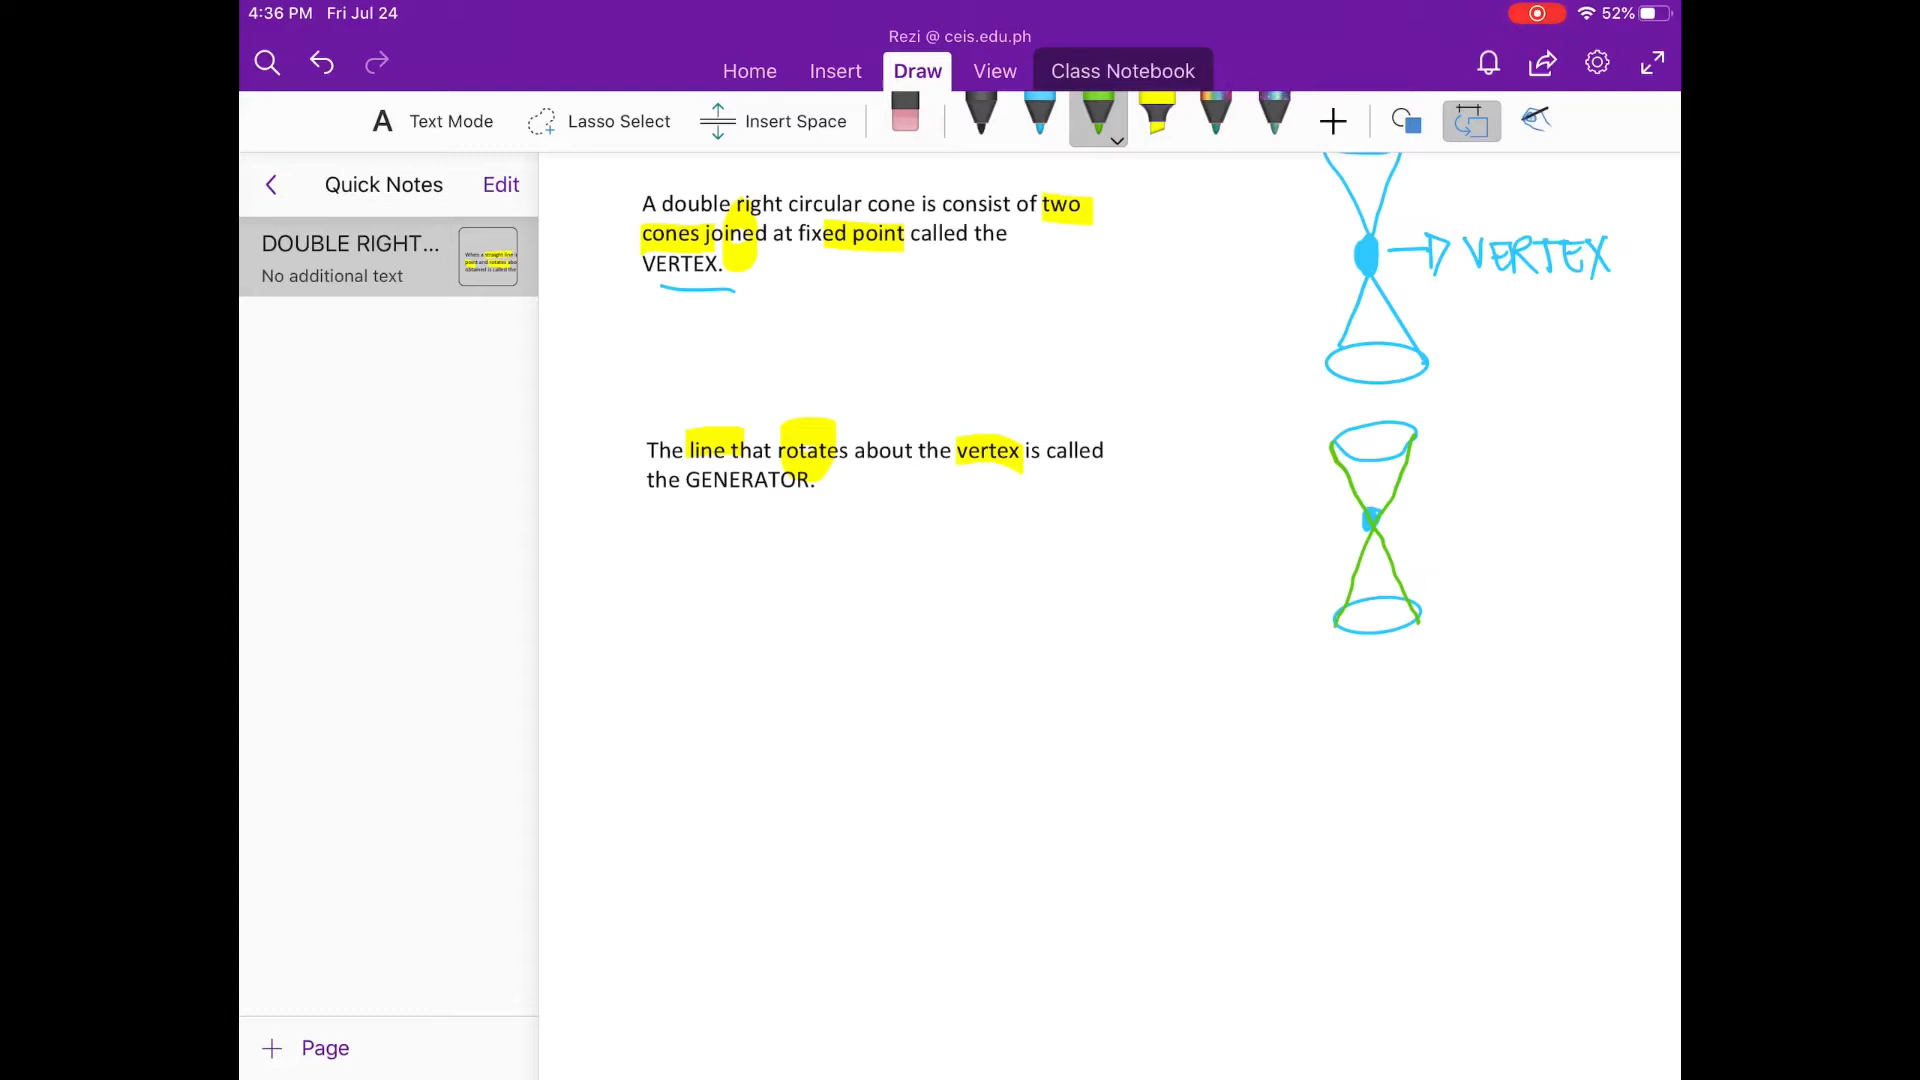 4:36 PM Fri Jul 24
52%
Rezi @ ceis.edu.ph
Home Insert Draw View Class Notebook
A Text Mode Lasso Select Insert Space
Quick Notes Edit
DOUBLE RIGHT...
No additional text
A double right circular cone is consist of two
cones joined at fixed point called the
VERTEX.
VERTEX
The line that rotates about the vertex is called
the GENERATOR.
Page